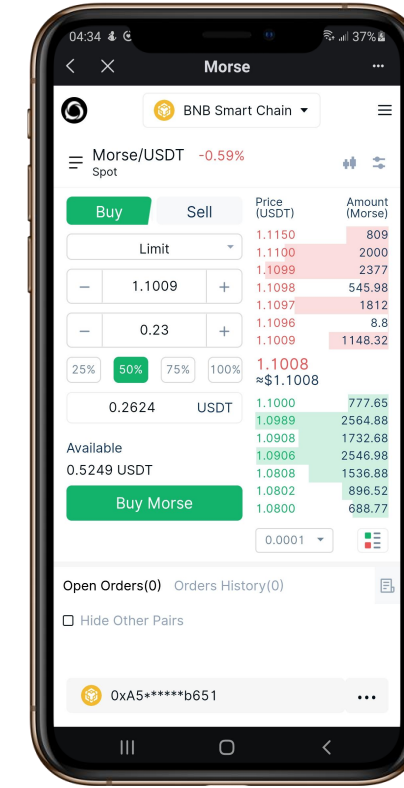 04:34
37%
Morse
BNB Smart Chain
Morse/USDT -0.59%
Spot
Buy Sell
Limit
− 1.1009 +
− 0.23 +
25% 50% 75% 100%
0.2624 USDT
Available
0.5249 USDT
Buy Morse
Price (USDT) Amount (Morse)
1.1150 809
1.1100 2000
1.1099 2377
1.1098 545.98
1.1097 1812
1.1096 8.8
1.1009 1148.32
1.1008
≈$1.1008
1.1000 777.65
1.0989 2564.88
1.0908 1732.68
1.0906 2546.98
1.0808 1536.88
1.0802 896.52
1.0800 688.77
0.0001
Open Orders(0) Orders History(0)
Hide Other Pairs
0xA5*****b651